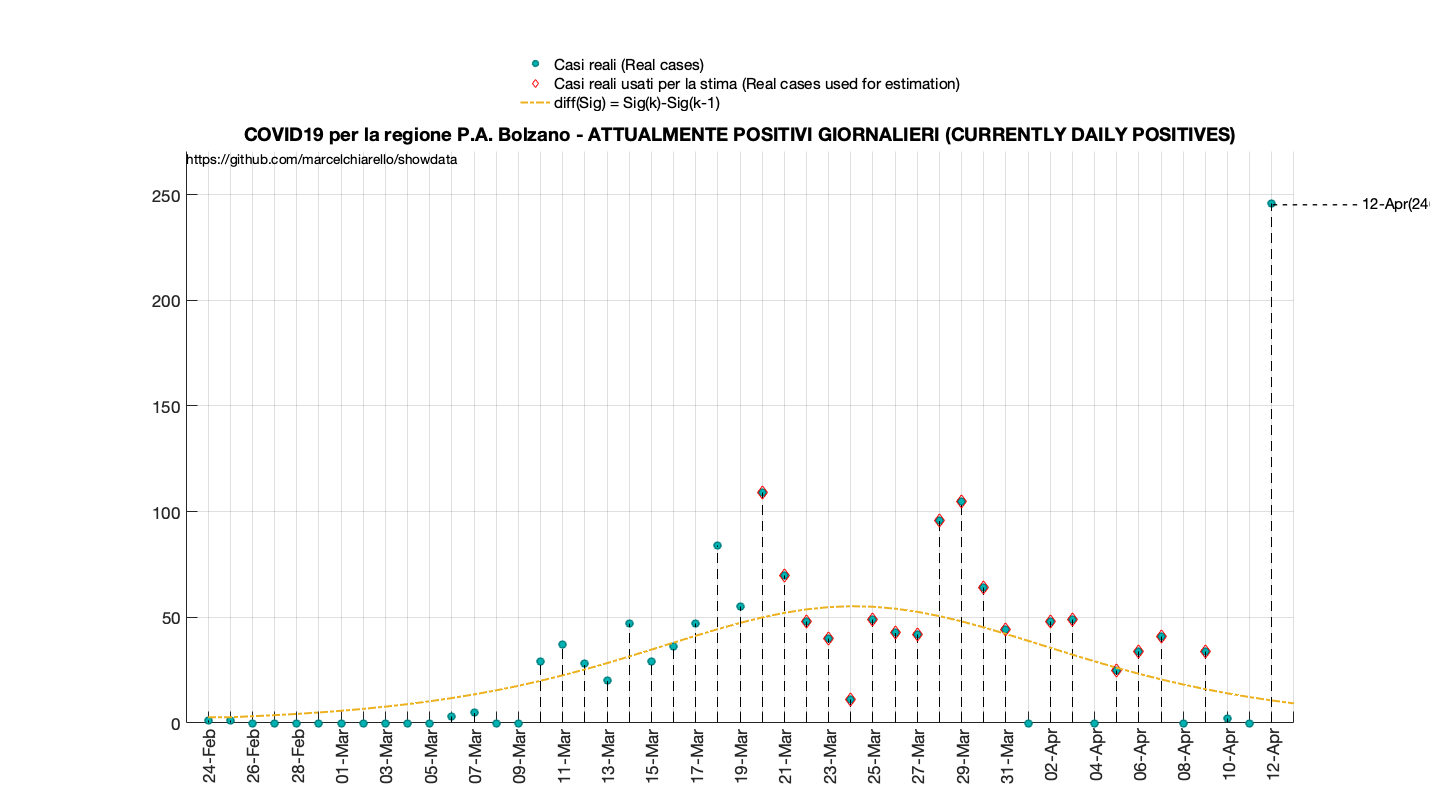 Casi reali (Real cases)
Casi reali usati per la stima (Real cases used for estimation)
diff(Sig) = Sig(k)-Sig(k-1)
COVID19 per la regione P.A. Bolzano - ATTUALMENTE POSITIVI GIORNALIERI (CURRENTLY DAILY POSITIVES)
https://github.com/marcelchiarello/showdata
250
12-Apr(24
200
150
100
50
0
24-Feb
26-Feb
28-Feb
01-Mar
03-Mar
05-Mar
07-Mar
09-Mar
11-Mar
13-Mar
15-Mar
17-Mar
19-Mar
21-Mar
23-Mar
25-Mar
27-Mar
29-Mar
31-Mar
02-Apr
04-Apr
06-Apr
08-Apr
10-Apr
12-Apr